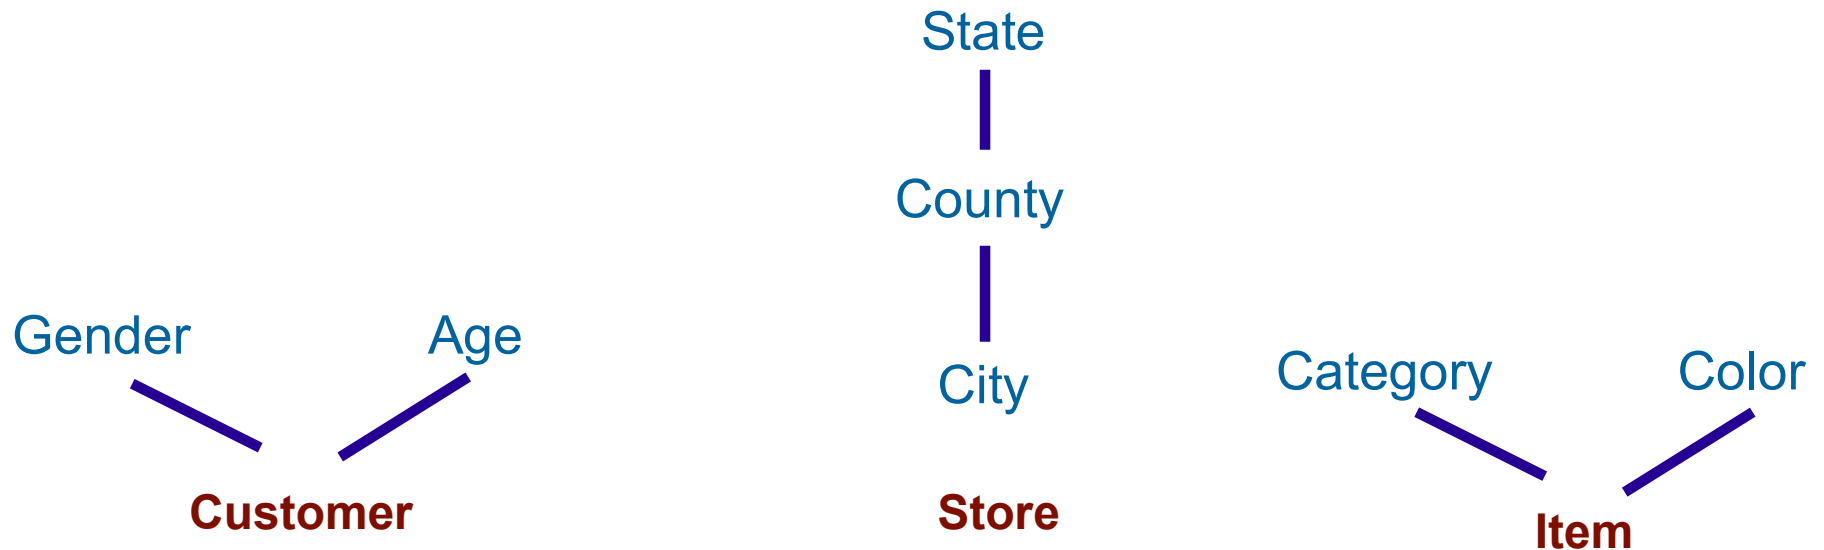 State
County
Gender
Age
City
Category
Color
Customer
Store
Item